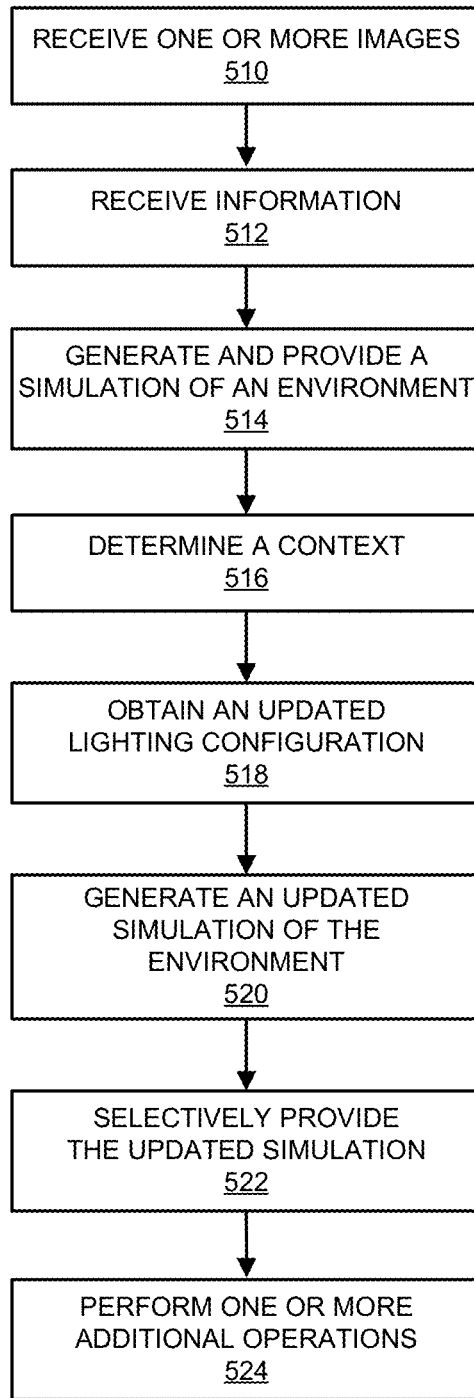 RECEIVE ONE OR MORE IMAGES
510
RECEIVE INFORMATION
512
GENERATE AND PROVIDE A
SIMULATION OF AN ENVIRONMENT
514
DETERMINE A CONTEXT
516
OBTAIN AN UPDATED
LIGHTING CONFIGURATION
518
GENERATE AN UPDATED
SIMULATION OF THE
ENVIRONMENT
520
SELECTIVELY PROVIDE
THE UPDATED SIMULATION
522
PERFORM ONE OR MORE
ADDITIONAL OPERATIONS
524